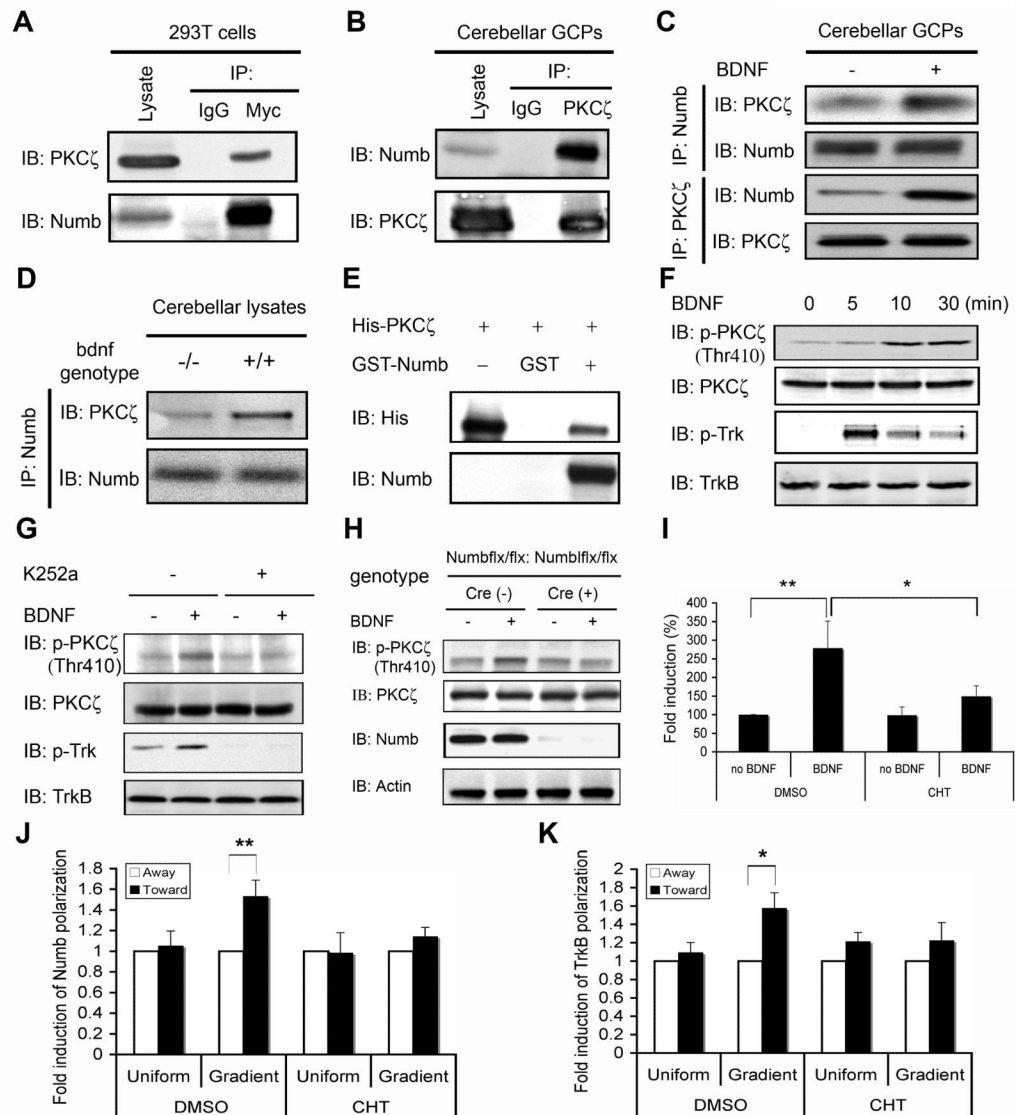 A
293T cells
Lysate
IP:
IgG Myc
IB: PKCζ
IB: Numb
B
Cerebellar GCPs
Lysate
IP:
IgG PKCζ
IB: Numb
IB: PKCζ
C
Cerebellar GCPs
BDNF - +
IP: Numb
IB: PKCζ
IB: Numb
IP: PKCζ
IB: Numb
IB: PKCζ
D
Cerebellar lysates
bdnf
genotype -/- +/+
IP: Numb
IB: PKCζ
IB: Numb
E
His-PKCζ + + +
GST-Numb – GST +
IB: His
IB: Numb
F
BDNF 0 5 10 30 (min)
IB: p-PKCζ
(Thr410)
IB: PKCζ
IB: p-Trk
IB: TrkB
G
K252a - +
BDNF - + - +
IB: p-PKCζ
(Thr410)
IB: PKCζ
IB: p-Trk
IB: TrkB
H
Numbflx/flx: Numblflx/flx
genotype
Cre (-) Cre (+)
BDNF - + - +
IB: p-PKCζ
(Thr410)
IB: PKCζ
IB: Numb
IB: Actin
I
Fold induction (%)
400
350
300
250
200
150
100
50
0
** *
no BDNF BDNF no BDNF BDNF
DMSO CHT
J
Fold induction of Numb polarization
1.8
1.6
1.4
1.2
1
0.8
0.6
0.4
0.2
0
Away
Toward
**
Uniform Gradient Uniform Gradient
DMSO CHT
K
Fold induction of TrkB polarization
2
1.8
1.6
1.4
1.2
1
0.8
0.6
0.4
0.2
0
Away
Toward
*
Uniform Gradient Uniform Gradient
DMSO CHT